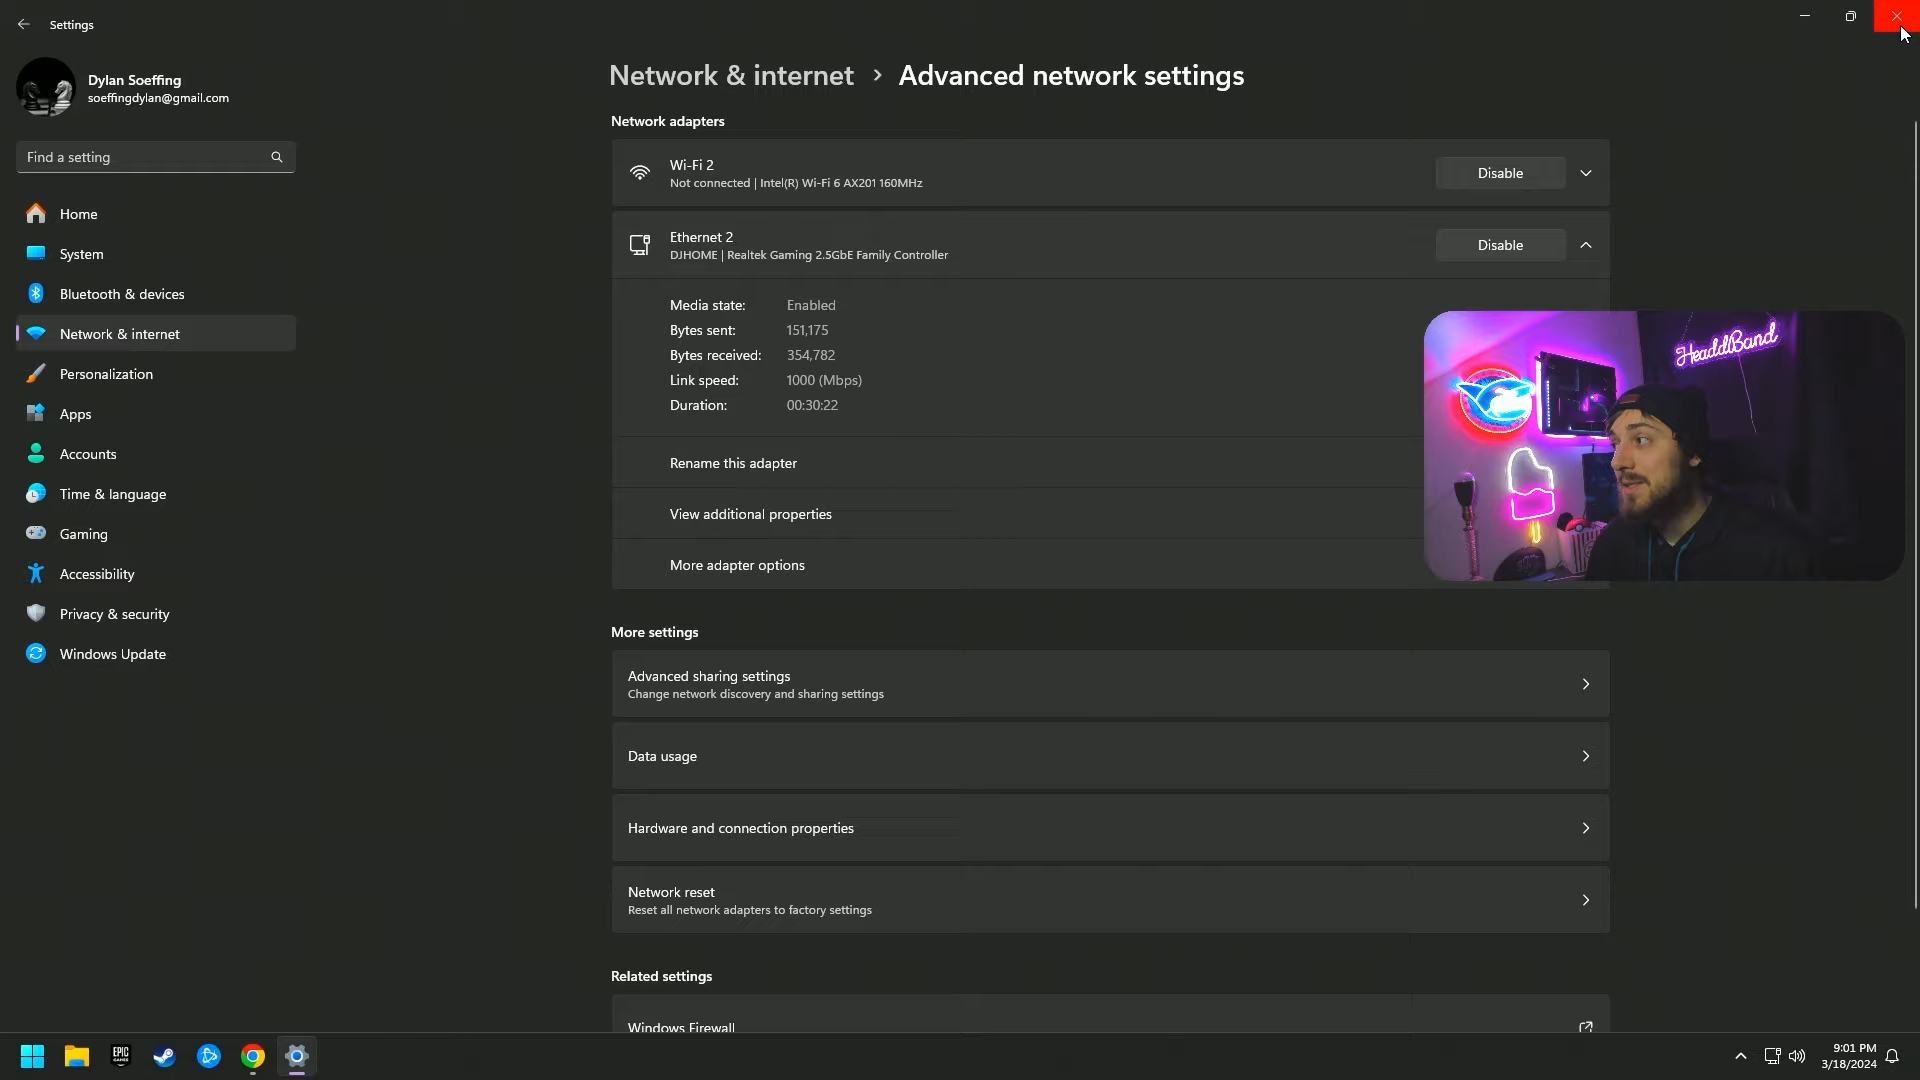 Settings
Dylan Soeffing
soeffingdylan@gmail.com
Find a setting
Home
System
Bluetooth & devices
Network & internet
Personalization
Apps
Accounts
Time & language
Gaming
Accessibility
Privacy & security
Windows Update
Network & internet > Advanced network settings
Network adapters
Wi-Fi 2
Not connected | Intel(R) Wi-Fi 6 AX201 160MHz
Disable
Ethernet 2
DJHOME | Realtek Gaming 2.5GbE Family Controller
Disable
Media state: Enabled
Bytes sent: 151,175
Bytes received: 354,782
Link speed: 1000 (Mbps)
Duration: 00:30:22
Rename this adapter
View additional properties
More adapter options
HeaddBand
More settings
Advanced sharing settings
Change network discovery and sharing settings
Data usage
Hardware and connection properties
Network reset
Reset all network adapters to factory settings
Related settings
Windows Firewall
EPIC
GAMES
9:01 PM
3/18/2024